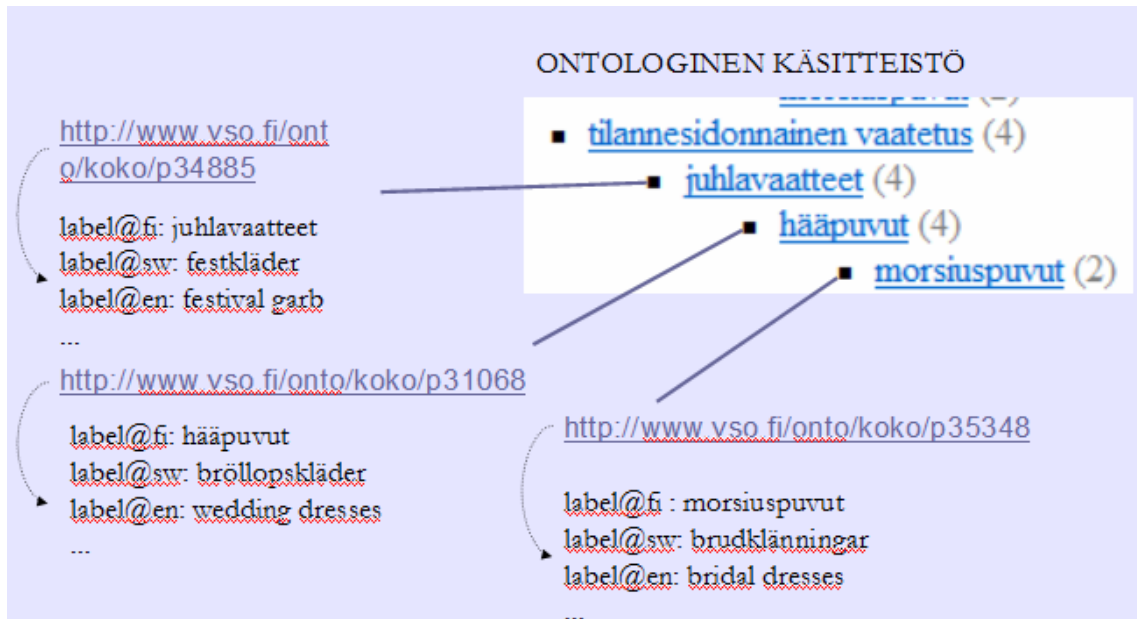 ONTOLOGINEN KÄSITTEISTÖ
morsiuspuvut (2)
▪ tilannesidonnainen vaatetus (4)
▪ juhlavaatteet (4)
▪ hääpuvut (4)
▪ morsiuspuvut (2)
http://www.vso.fi/ont
o/koko/p34885
label@fi: juhlavaatteet
label@sw: festkläder
label@en: festival garb
...
http://www.vso.fi/onto/koko/p31068
label@fi: hääpuvut
label@sw: bröllopskläder
label@en: wedding dresses
...
http://www.vso.fi/onto/koko/p35348
label@fi : morsiuspuvut
label@sw: brudklänningar
label@en: bridal dresses
...